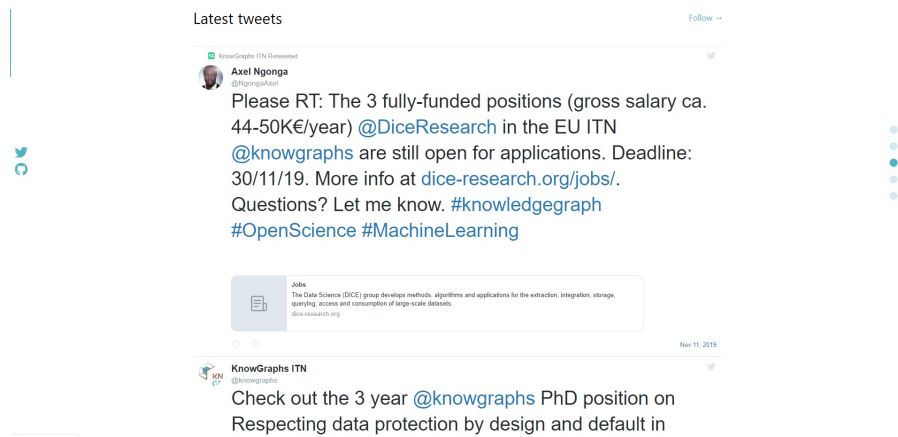 Latest tweets
Follow →
KnowGraphs ITN Retweeted
Axel Ngonga
@NgongaAxel
Please RT: The 3 fully-funded positions (gross salary ca.
44-50K€/year) @DiceResearch in the EU ITN
@knowgraphs are still open for applications. Deadline:
30/11/19. More info at dice-research.org/jobs/.
Questions? Let me know. #knowledgegraph
#OpenScience #MachineLearning
Jobs
The Data Science (DICE) group develops methods, algorithms and applications for the extraction, integration, storage,
querying, access and consumption of large-scale datasets.
dice-research.org
Nov 11, 2019
KN
KnowGraphs ITN
@knowgraphs
Check out the 3 year @knowgraphs PhD position on
Respecting data protection by design and default in